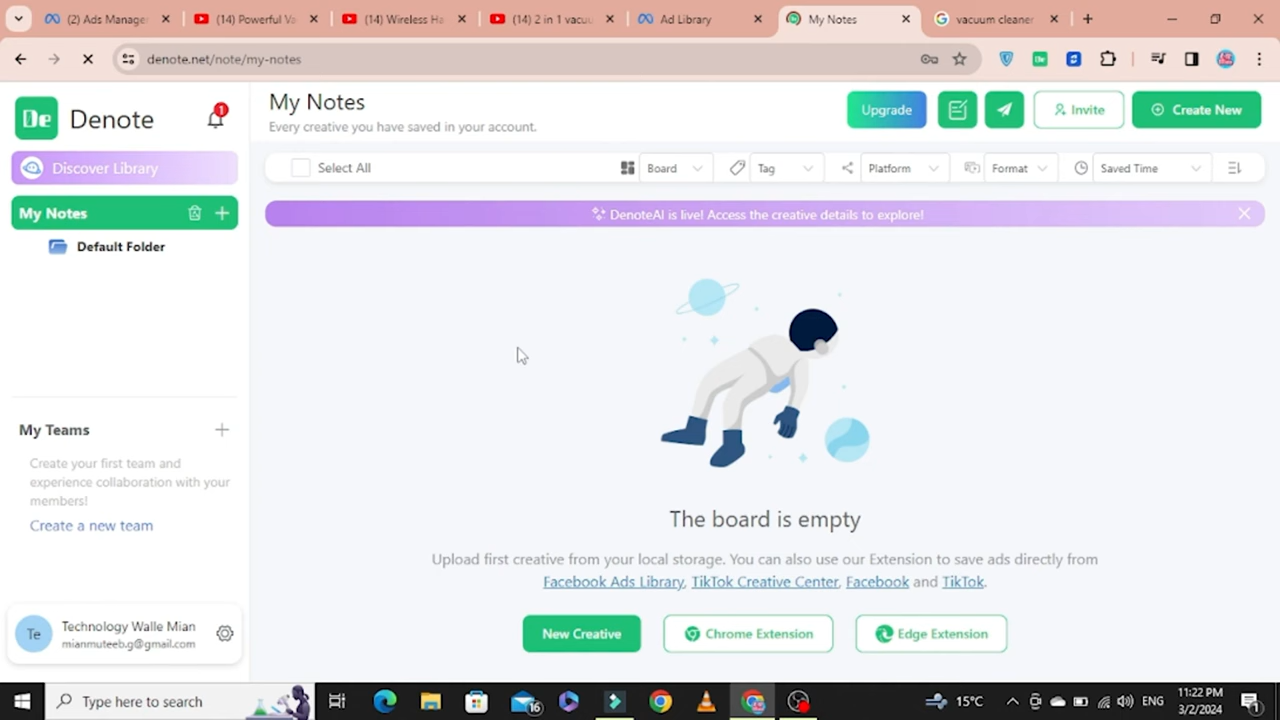 (2) Ads Manager
(14) Powerful Va
(14) Wireless Ha
(14) 2 in 1 vacuu
Ad Library
My Notes
vacuum cleaner
denote.net/note/my-notes
De
Denote
1
My Notes
Every creative you have saved in your account.
Upgrade
Invite
Create New
Discover Library
Select All
Board
Tag
Platform
Format
Saved Time
My Notes
DenoteAI is live! Access the creative details to explore!
Default Folder
My Teams
Create your first team and
experience collaboration with your
members!
Create a new team
The board is empty
Upload first creative from your local storage. You can also use our Extension to save ads directly from
Facebook Ads Library, TikTok Creative Center, Facebook and TikTok.
New Creative
Chrome Extension
Edge Extension
Te
Technology Walle Mian
mianmuteeb.g@gmail.com
Type here to search
16
15°C
ENG
11:22 PM
3/2/2024
1